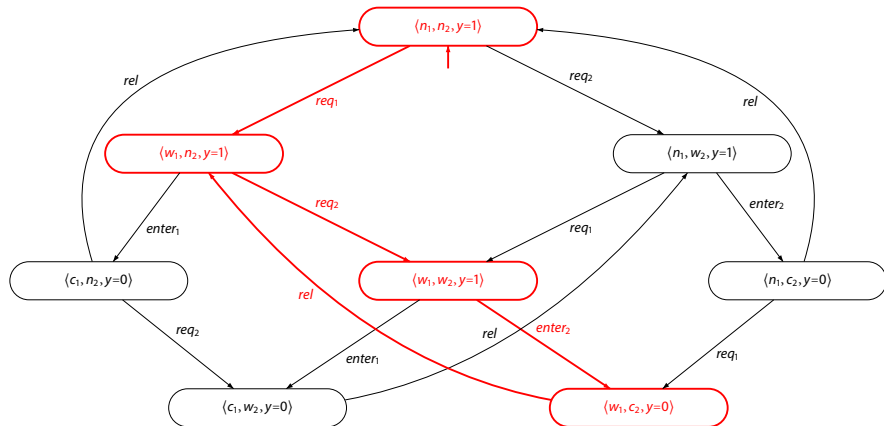 ⟨n₁, n₂, y=1⟩
rel
req₂
rel
req₁
⟨w₁, n₂, y=1⟩
⟨n₁, w₂, y=1⟩
req₂
enter₂
enter₁
req₁
⟨c₁, n₂, y=0⟩
⟨w₁, w₂, y=1⟩
⟨n₁, c₂, y=0⟩
rel
req₂
rel
enter₂
enter₁
req₁
⟨c₁, w₂, y=0⟩
⟨w₁, c₂, y=0⟩